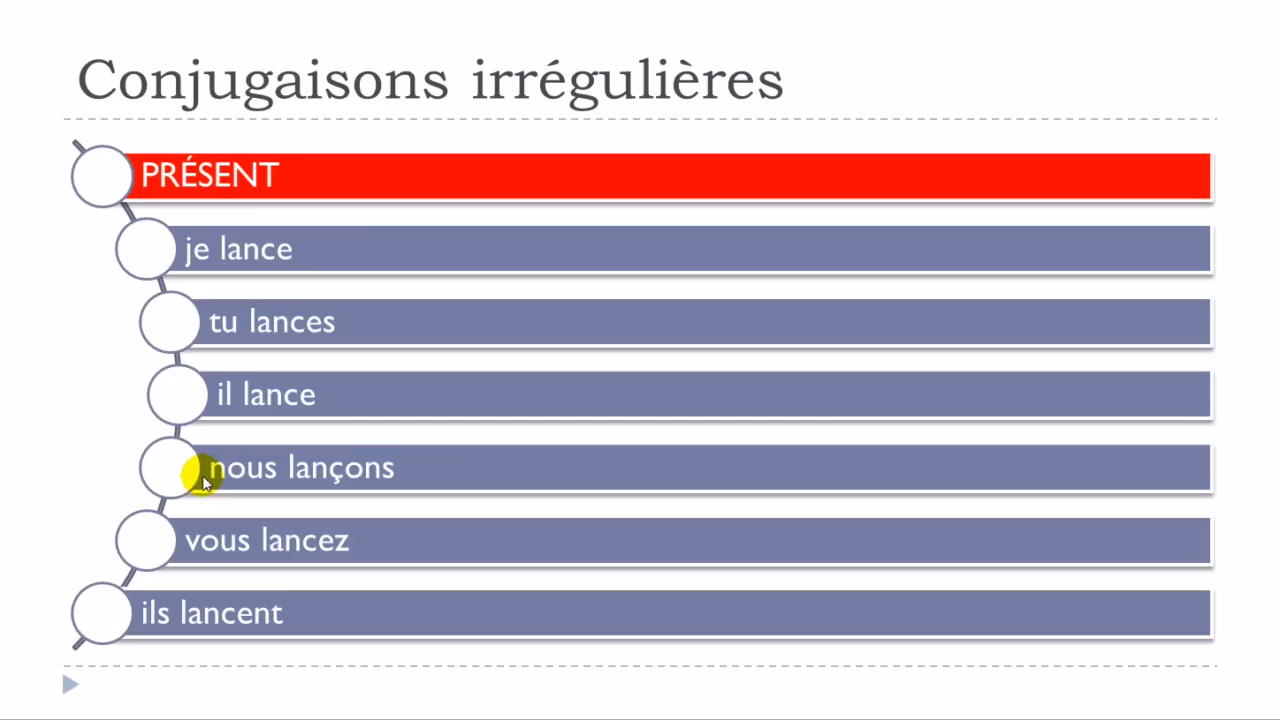 Conjugaisons irrégulières
PRÉSENT
je lance
tu lances
il lance
nous lançons
vous lancez
ils lancent